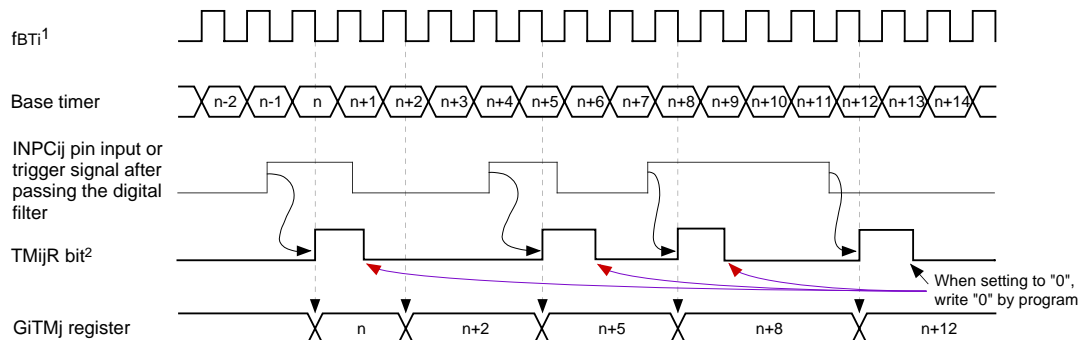 fBTi1
Base timer
n-2 n-1 n n+1 n+2 n+3 n+4 n+5 n+6 n+7 n+8 n+9 n+10 n+11 n+12 n+13 n+14
INPCij pin input or
trigger signal after
passing the digital
filter
TMijR bit2
When setting to "0",
write "0" by program
GiTMj register
n n+2 n+5 n+8 n+12